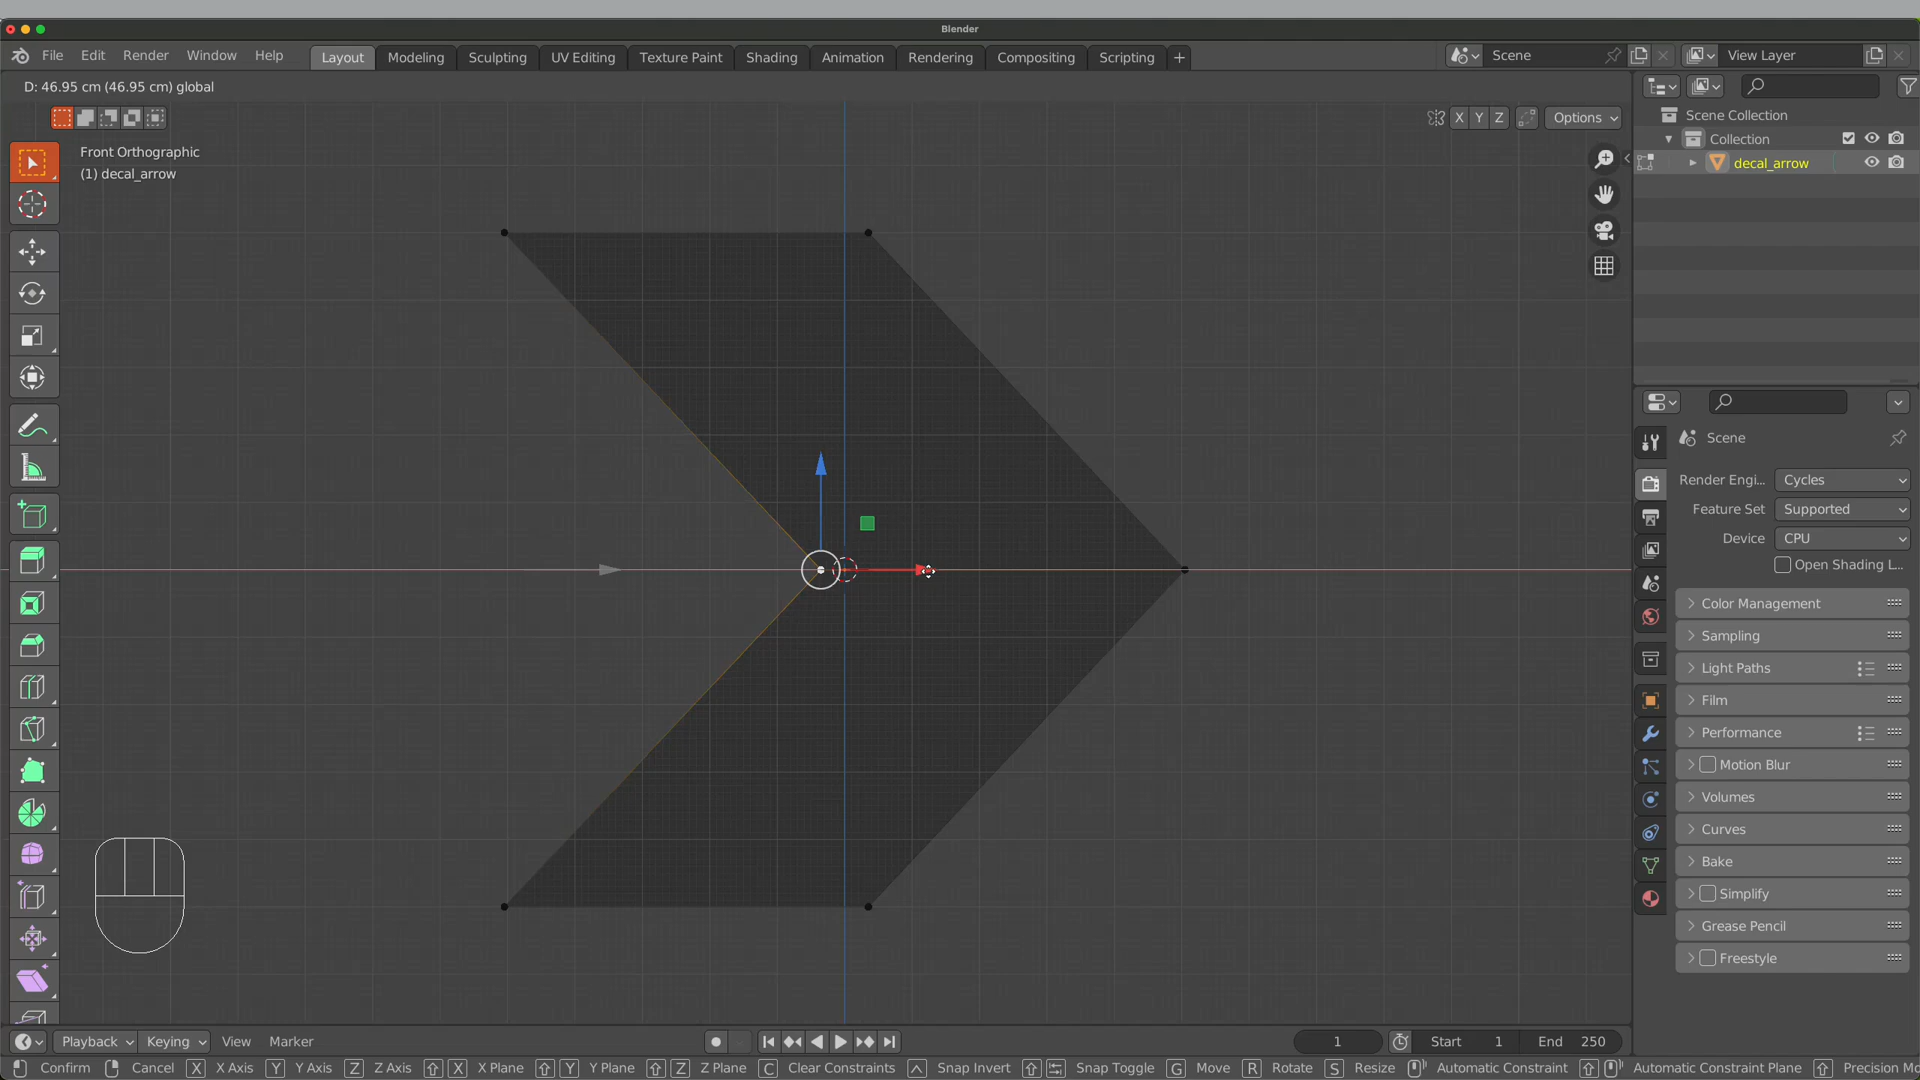 Blender
File Edit Render Window Help Layout Modeling Sculpting UV Editing Texture Paint Shading Animation Rendering Compositing Scripting + Scene View Layer
D: 46.95 cm (46.95 cm) global
X Y Z Options
Front Orthographic
(1) decal_arrow
Scene Collection
Collection
decal_arrow
Scene
Render Engi... Cycles
Feature Set Supported
Device CPU
Open Shading L...
Color Management
Sampling
Light Paths
Film
Performance
Motion Blur
Volumes
Curves
Bake
Simplify
Grease Pencil
Freestyle
Playback Keying View Marker 1 Start 1 End 250
Confirm Cancel X X Axis Y Y Axis Z Z Axis X X Plane Y Y Plane Z Z Plane C Clear Constraints Snap Invert Snap Toggle G Move R Rotate S Resize Automatic Constraint Automatic Constraint Plane Precision Mo